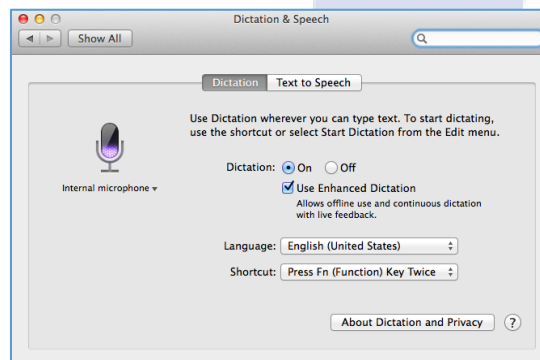 Dictation & Speech
Show All
Dictation Text to Speech
Use Dictation wherever you can type text. To start dictating,
use the shortcut or select Start Dictation from the Edit menu.
Internal microphone
Dictation: On Off
Use Enhanced Dictation
Allows offline use and continuous dictation
with live feedback.
Language: English (United States)
Shortcut: Press Fn (Function) Key Twice
About Dictation and Privacy ?